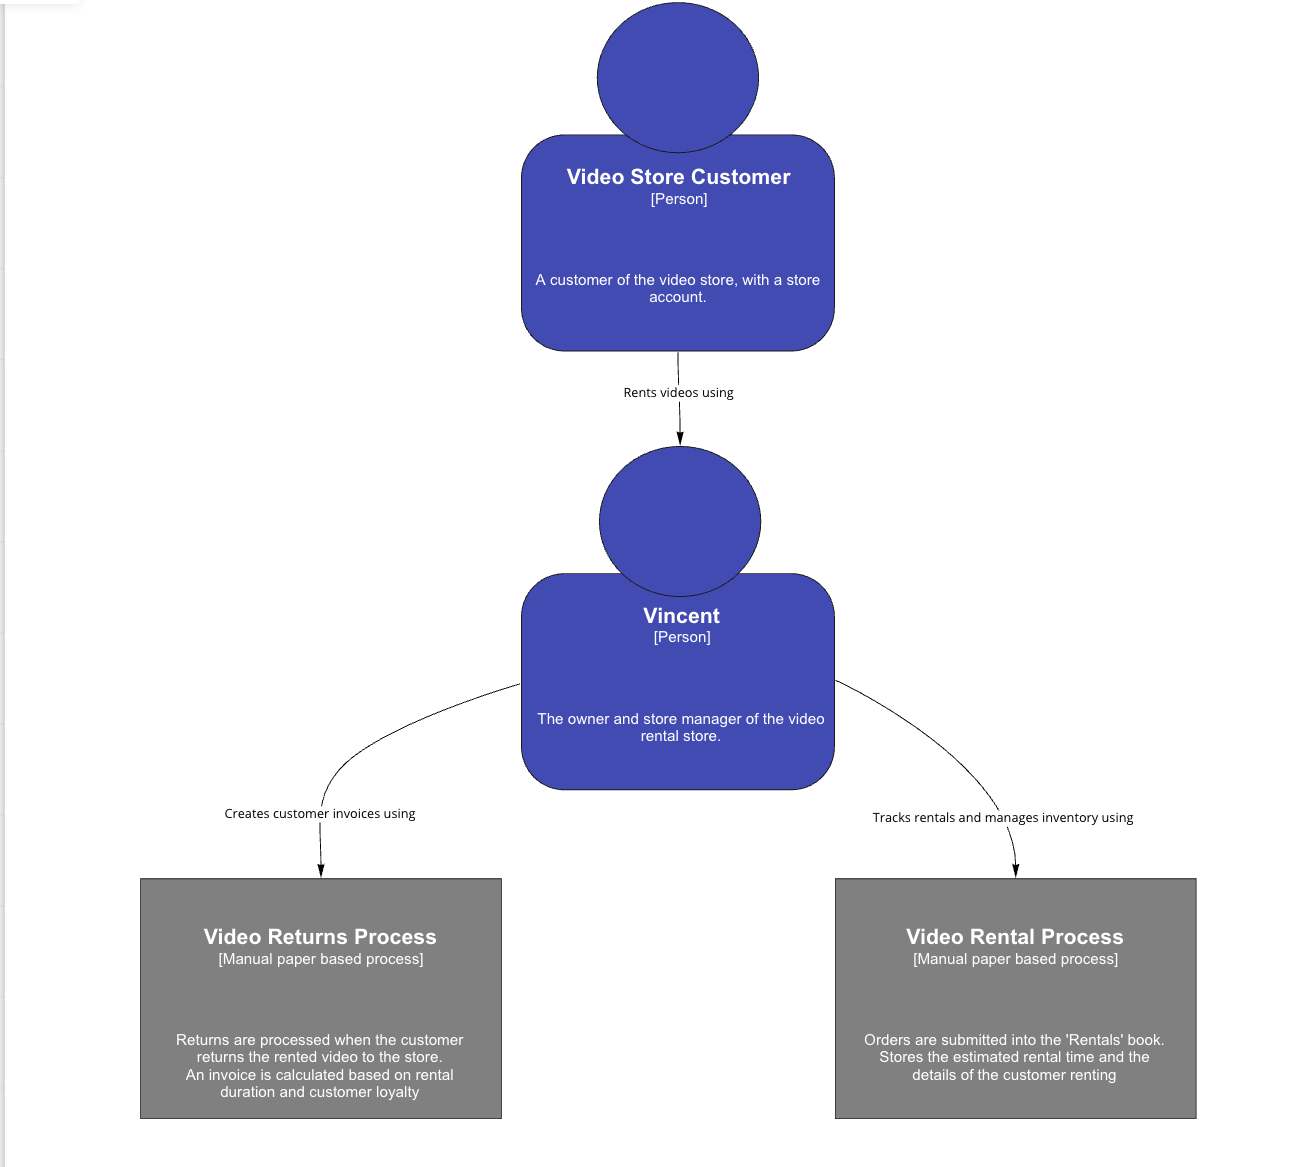 Video Store Customer
[Person]
A customer of the video store, with a store
account.
Rents videos using
Vincent
[Person]
The owner and store manager of the video
rental store.
Creates customer invoices using
Tracks rentals and manages inventory using
Video Returns Process
[Manual paper based process]
Returns are processed when the customer
returns the rented video to the store.
An invoice is calculated based on rental
duration and customer loyalty
Video Rental Process
[Manual paper based process]
Orders are submitted into the 'Rentals' book.
Stores the estimated rental time and the
details of the customer renting